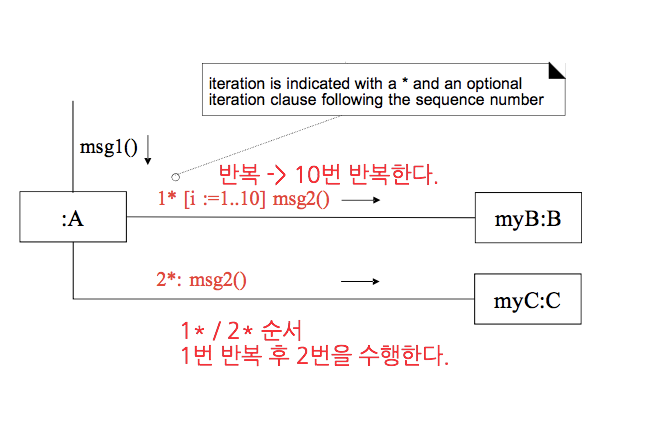 iteration is indicated with a * and an optional
iteration clause following the sequence number
msg1()
반복 -> 10번 반복한다.
1* [i :=1..10] msg2()
:A
myB:B
2*: msg2()
myC:C
1* / 2* 순서
1번 반복 후 2번을 수행한다.